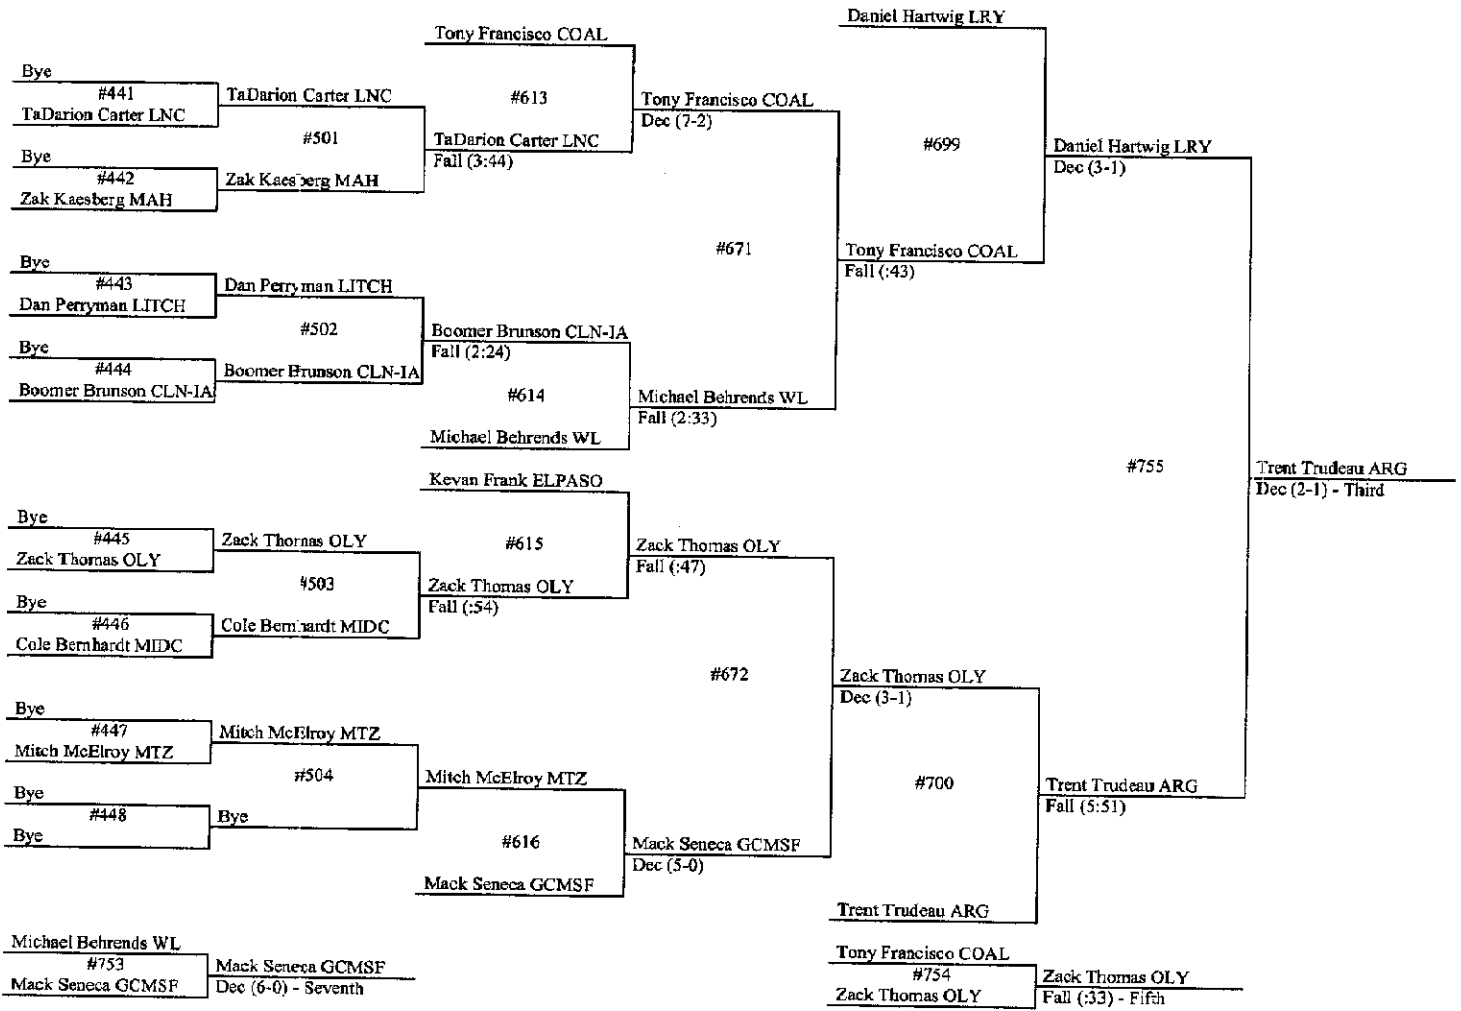 Daniel Hartwig LRY
Tony Francisco COAL
Bye
#441
TaDarion Carter LNC
TaDarion Carter LNC
#613
Tony Francisco COAL
Dec (7-2)
#501
TaDarion Carter LNC
Fall (3:44)
#699
Daniel Hartwig LRY
Dec (3-1)
Bye
#442
Zak Kaesberg MAH
Zak Kaesberg MAH
#671
Tony Francisco COAL
Fall (:43)
Bye
#443
Dan Perryman LITCH
Dan Perryman LITCH
#502
Boomer Brunson CLN-IA
Fall (2:24)
Bye
#444
Boomer Brunson CLN-IA
Boomer Brunson CLN-IA
#614
Michael Behrends WL
Fall (2:33)
Michael Behrends WL
#755
Trent Trudeau ARG
Dec (2-1) - Third
Kevan Frank ELPASO
Bye
#445
Zack Thomas OLY
Zack Thomas OLY
#615
Zack Thomas OLY
Fall (:47)
#503
Zack Thomas OLY
Fall (:54)
Bye
#446
Cole Bernhardt MIDC
Cole Bernhardt MIDC
#672
Zack Thomas OLY
Dec (3-1)
Bye
#447
Mitch McElroy MTZ
Mitch McElroy MTZ
#504
Mitch McElroy MTZ
#700
Trent Trudeau ARG
Fall (5:51)
Bye
#448
Bye
Bye
#616
Mack Seneca GCMSF
Dec (5-0)
Mack Seneca GCMSF
Trent Trudeau ARG
Michael Behrends WL
#753
Mack Seneca GCMSF
Mack Seneca GCMSF
Dec (6-0) - Seventh
Tony Francisco COAL
#754
Zack Thomas OLY
Zack Thomas OLY
Fall (:33) - Fifth